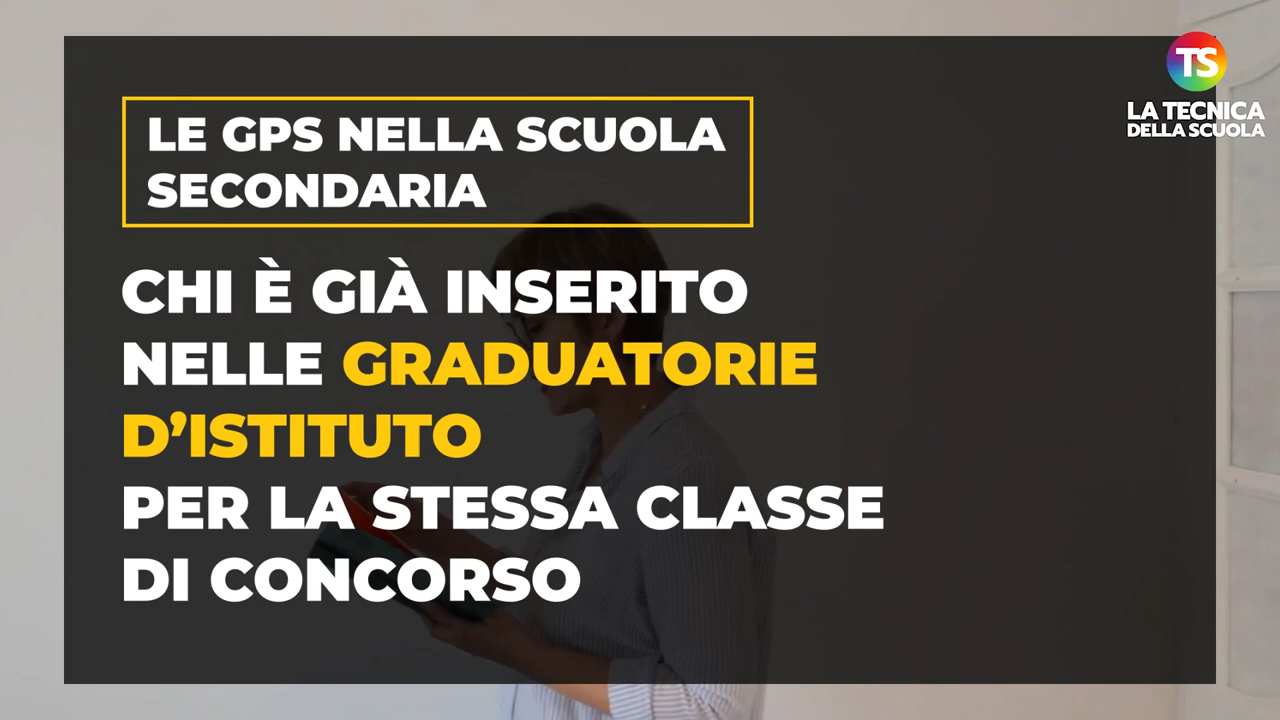 TS
LA TECNICA
DELLA SCUOLA
LE GPS NELLA SCUOLA
SECONDARIA
CHI È GIÀ INSERITO
NELLE GRADUATORIE
D’ISTITUTO
PER LA STESSA CLASSE
DI CONCORSO